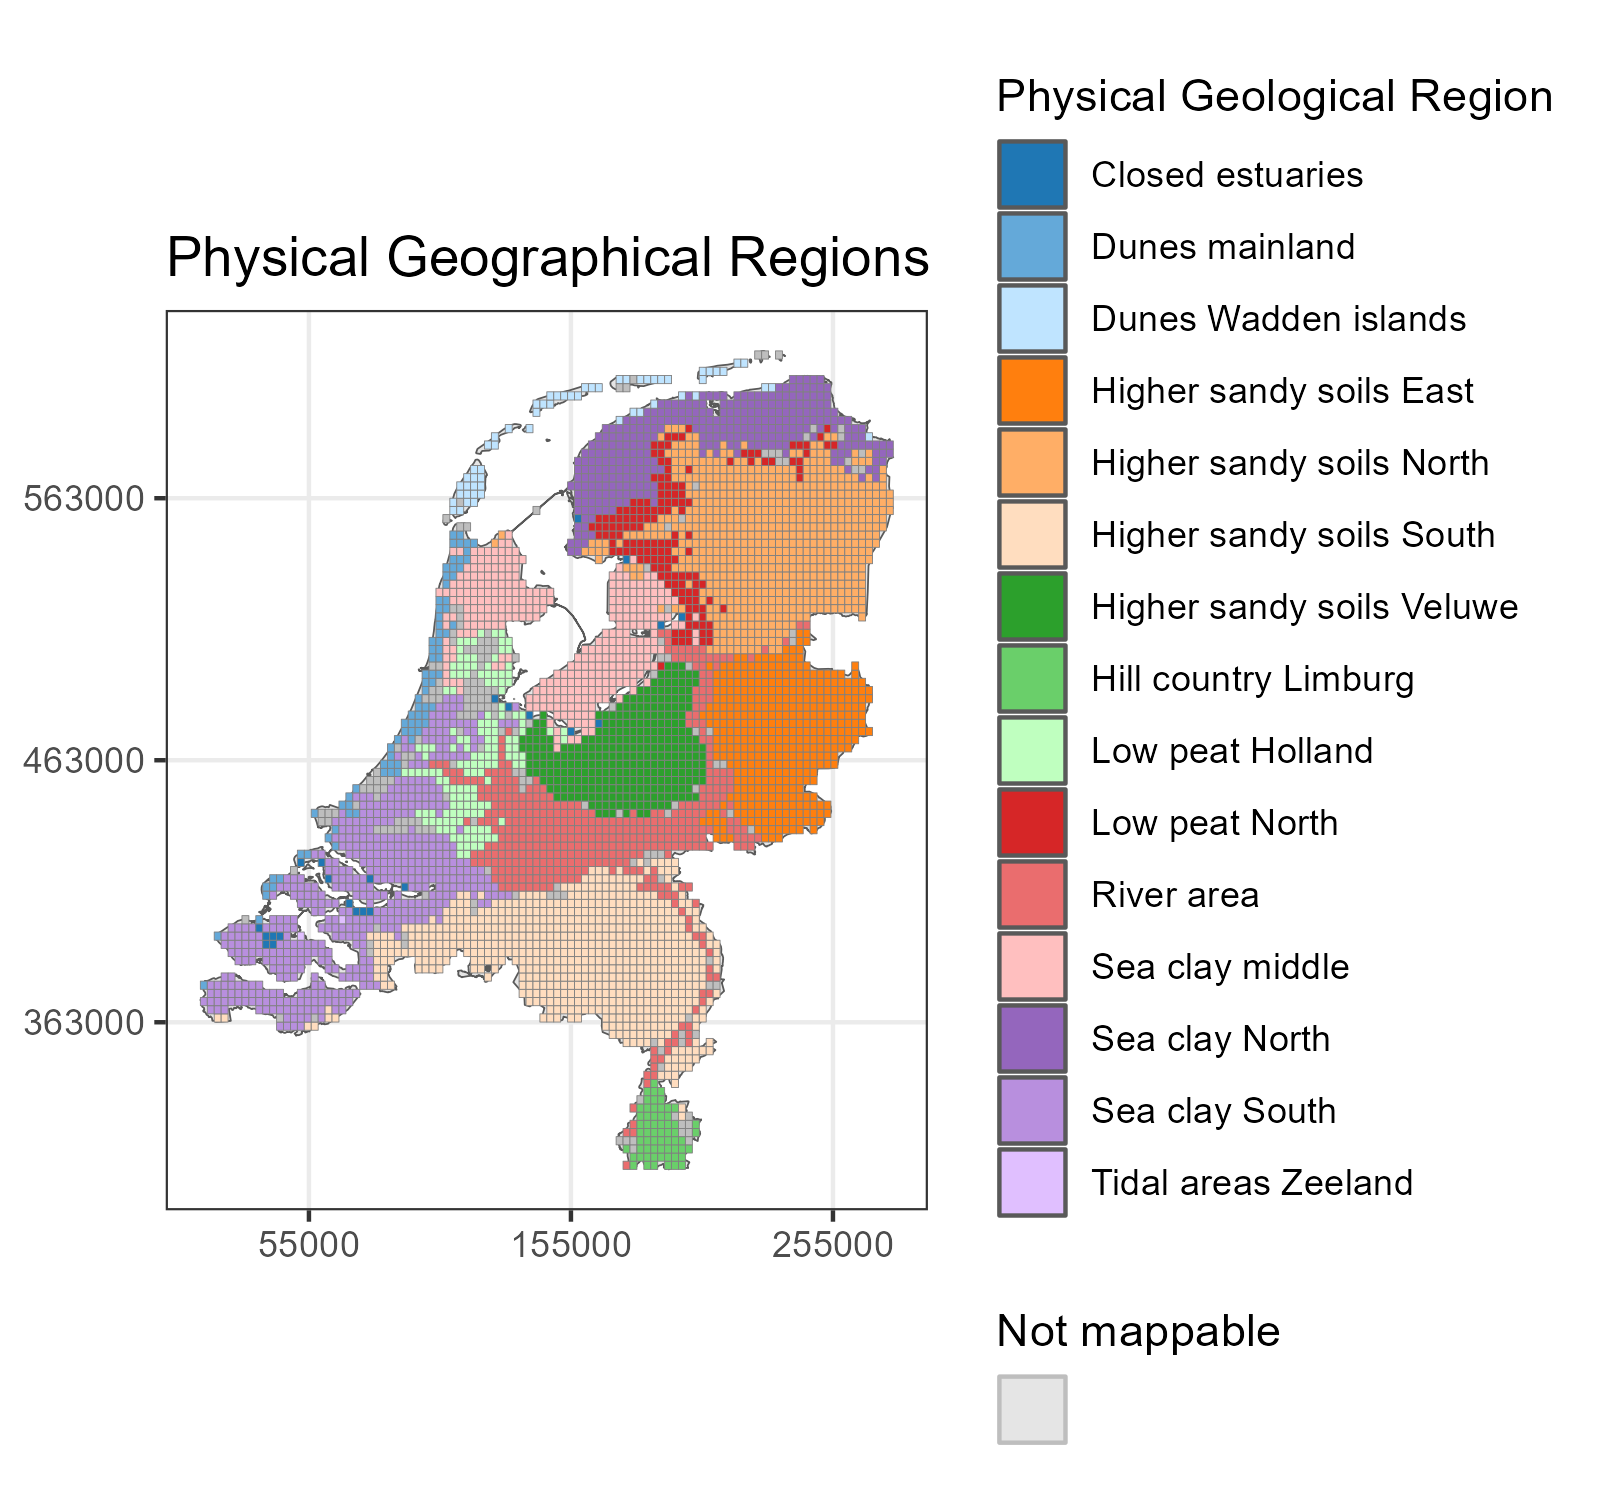 Physical Geographical Regions
563000
463000
363000
55000
155000
255000
Physical Geological Region
Closed estuaries
Dunes mainland
Dunes Wadden islands
Higher sandy soils East
Higher sandy soils North
Higher sandy soils South
Higher sandy soils Veluwe
Hill country Limburg
Low peat Holland
Low peat North
River area
Sea clay middle
Sea clay North
Sea clay South
Tidal areas Zeeland
Not mappable